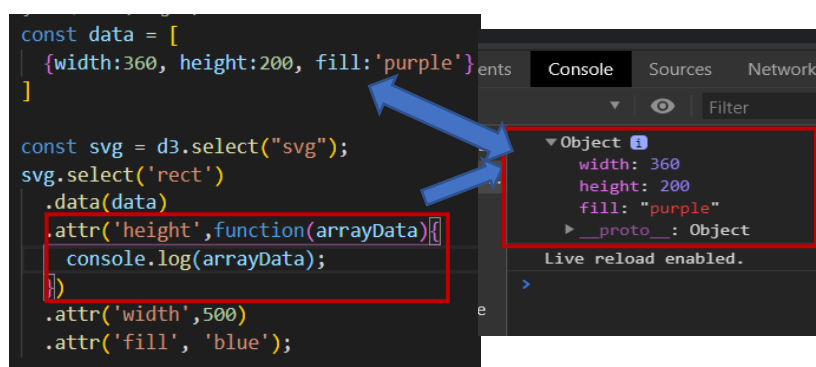 const data = [
{width:360, height:200, fill:'purple'}
]
const svg = d3.select("svg");
svg.select('rect')
.data(data)
.attr('height',function(arrayData){
console.log(arrayData);
})
.attr('width',500)
.attr('fill', 'blue');
ents Console Sources Network
Filter
Object i
width: 360
height: 200
fill: "purple"
__proto__: Object
Live reload enabled.
>
e